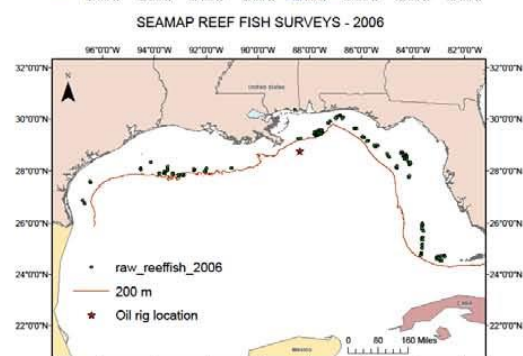 SEAMAP REEF FISH SURVEYS - 2006
96°0'0"W 94°0'0"W 92°0'0"W 90°0'0"W 88°0'0"W 86°0'0"W 84°0'0"W 82°0'0"W
32°0'0"N 32°0'0"N
N
United States
30°0'0"N 30°0'0"N
28°0'0"N 28°0'0"N
26°0'0"N 26°0'0"N
raw_reeffish_2006
24°0'0"N 24°0'0"N
200 m
Oil rig location
Cuba
22°0'0"N 22°0'0"N
0 80 160 Miles
Mexico